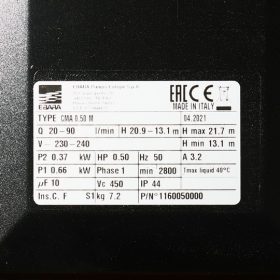 EBARA
EBARA Pumps Europe S.p.A.
EAC CE
MADE IN ITALY
TYPE CMA 0.50 M 04.2021
Q 20-90 l/min H 20.9-13.1 m H max 21.7 m
V~ 230-240 H min 13.1 m
P2 0.37 kW HP 0.50 Hz 50 A 3.2
P1 0.66 kW Phase 1 min⁻¹ 2800 Tmax liquid 40°C
µF 10 Vc 450 IP 44
Ins.C. F S1 kg 7.2 P/N°1160050000